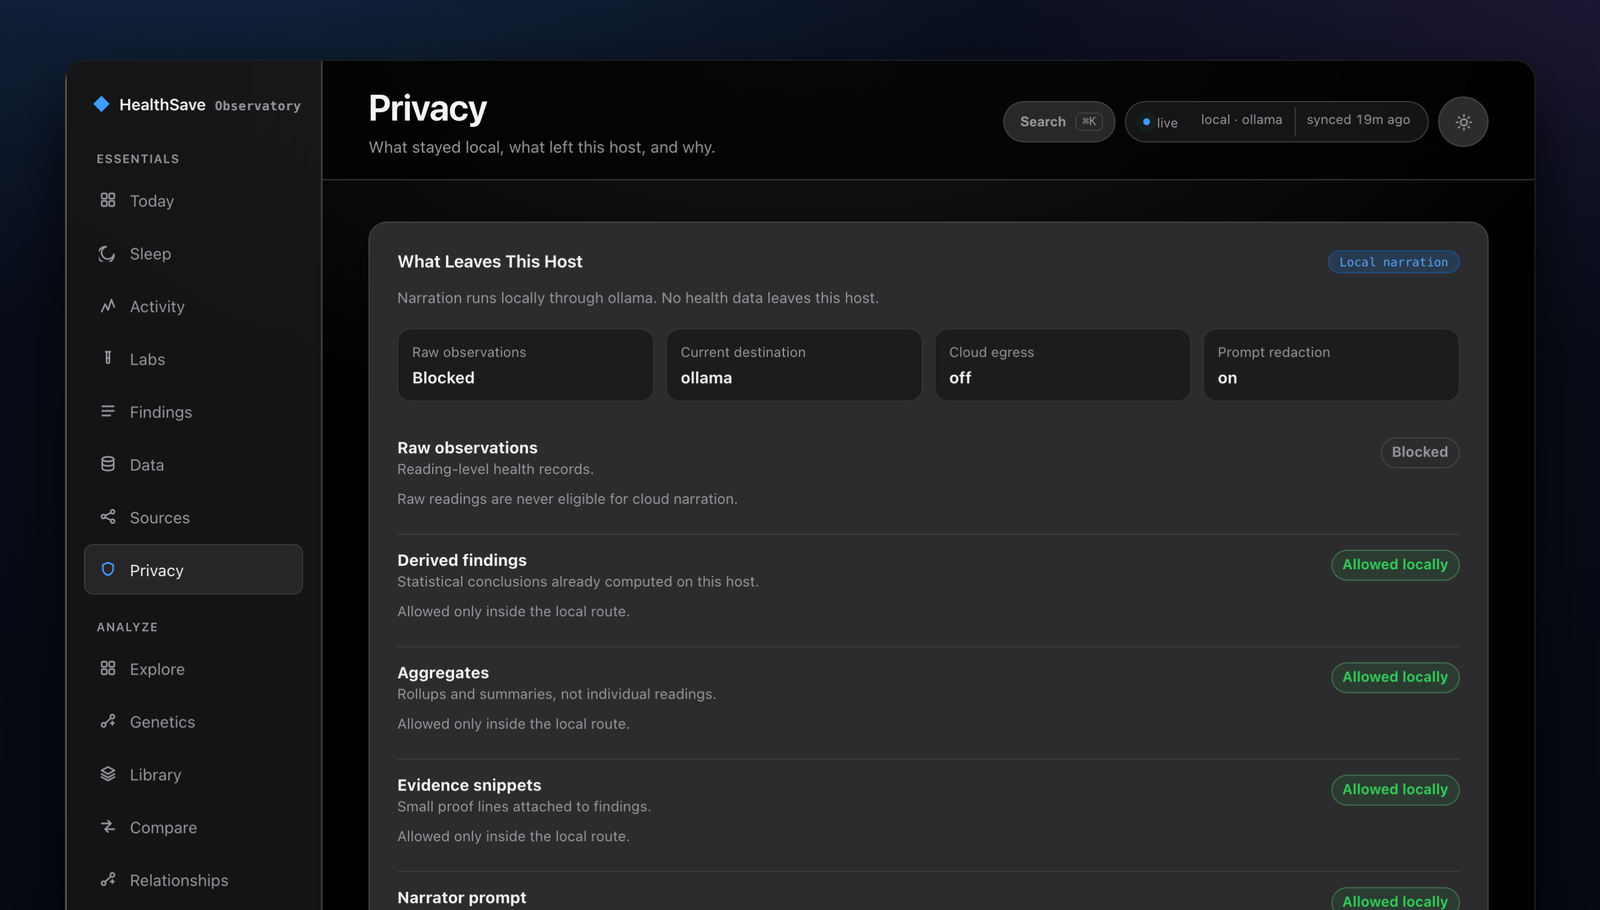 HealthSave Observatory
ESSENTIALS
Today
Sleep
Activity
Labs
Findings
Data
Sources
Privacy
ANALYZE
Explore
Genetics
Library
Compare
Relationships
Privacy
What stayed local, what left this host, and why.
Search ⌘K
live local · ollama synced 19m ago
What Leaves This Host
Local narration
Narration runs locally through ollama. No health data leaves this host.
Raw observations
Blocked
Current destination
ollama
Cloud egress
off
Prompt redaction
on
Raw observations
Blocked
Reading-level health records.
Raw readings are never eligible for cloud narration.
Derived findings
Allowed locally
Statistical conclusions already computed on this host.
Allowed only inside the local route.
Aggregates
Allowed locally
Rollups and summaries, not individual readings.
Allowed only inside the local route.
Evidence snippets
Allowed locally
Small proof lines attached to findings.
Allowed only inside the local route.
Narrator prompt
Allowed locally